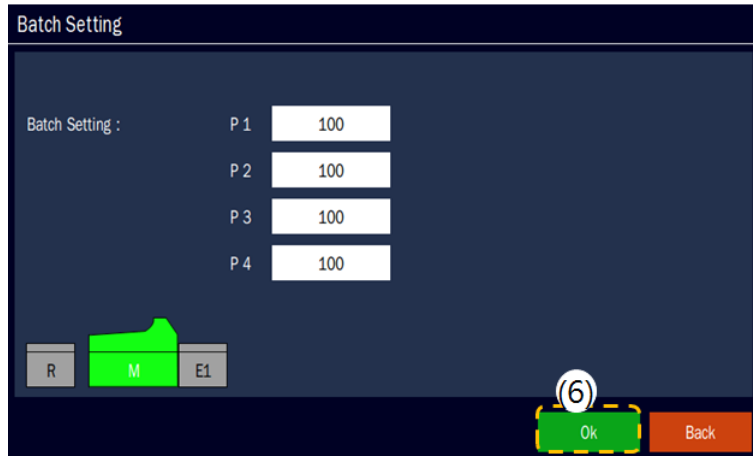 Batch Setting
Batch Setting : P 1 100
P 2 100
P 3 100
P 4 100
R M E1
(6)
Ok Back